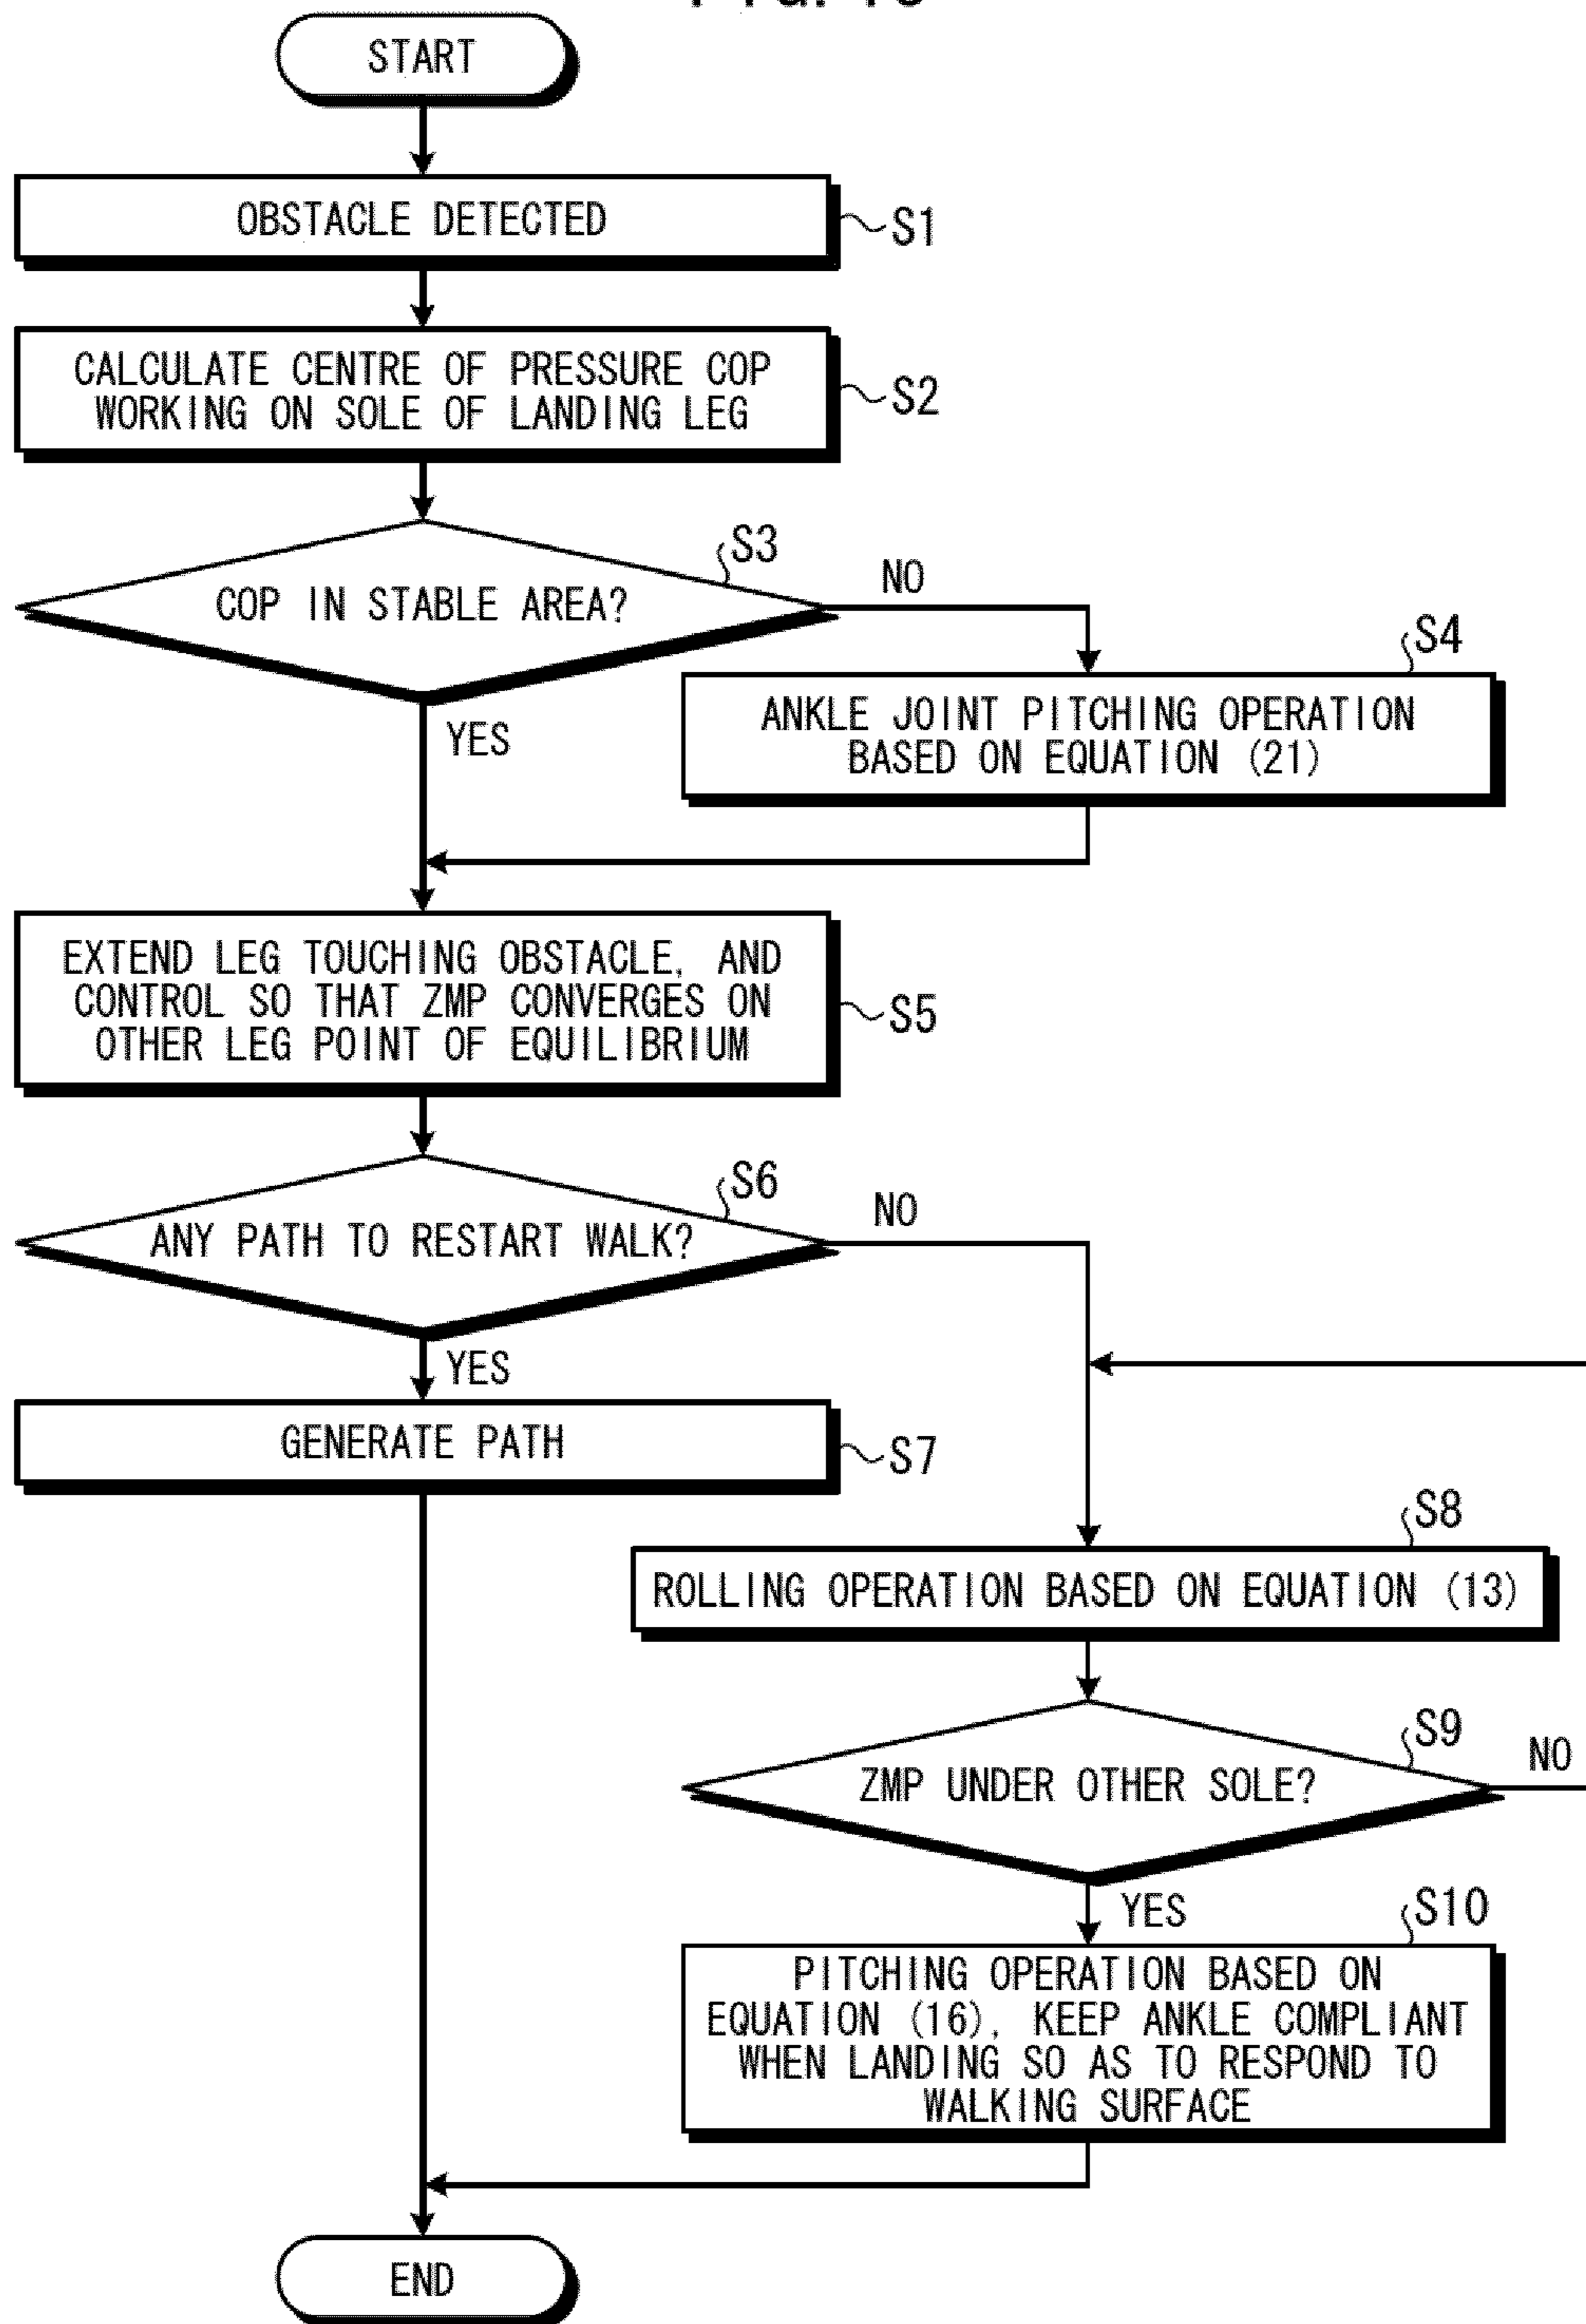 START
OBSTACLE DETECTED
S1
CALCULATE CENTRE OF PRESSURE COP
WORKING ON SOLE OF LANDING LEG
S2
S3
COP IN STABLE AREA?
NO
YES
S4
ANKLE JOINT PITCHING OPERATION
BASED ON EQUATION (21)
EXTEND LEG TOUCHING OBSTACLE, AND
CONTROL SO THAT ZMP CONVERGES ON
OTHER LEG POINT OF EQUILIBRIUM
S5
S6
ANY PATH TO RESTART WALK?
NO
YES
GENERATE PATH
S7
S8
ROLLING OPERATION BASED ON EQUATION (13)
S9
ZMP UNDER OTHER SOLE?
NO
YES
S10
PITCHING OPERATION BASED ON
EQUATION (16), KEEP ANKLE COMPLIANT
WHEN LANDING SO AS TO RESPOND TO
WALKING SURFACE
END